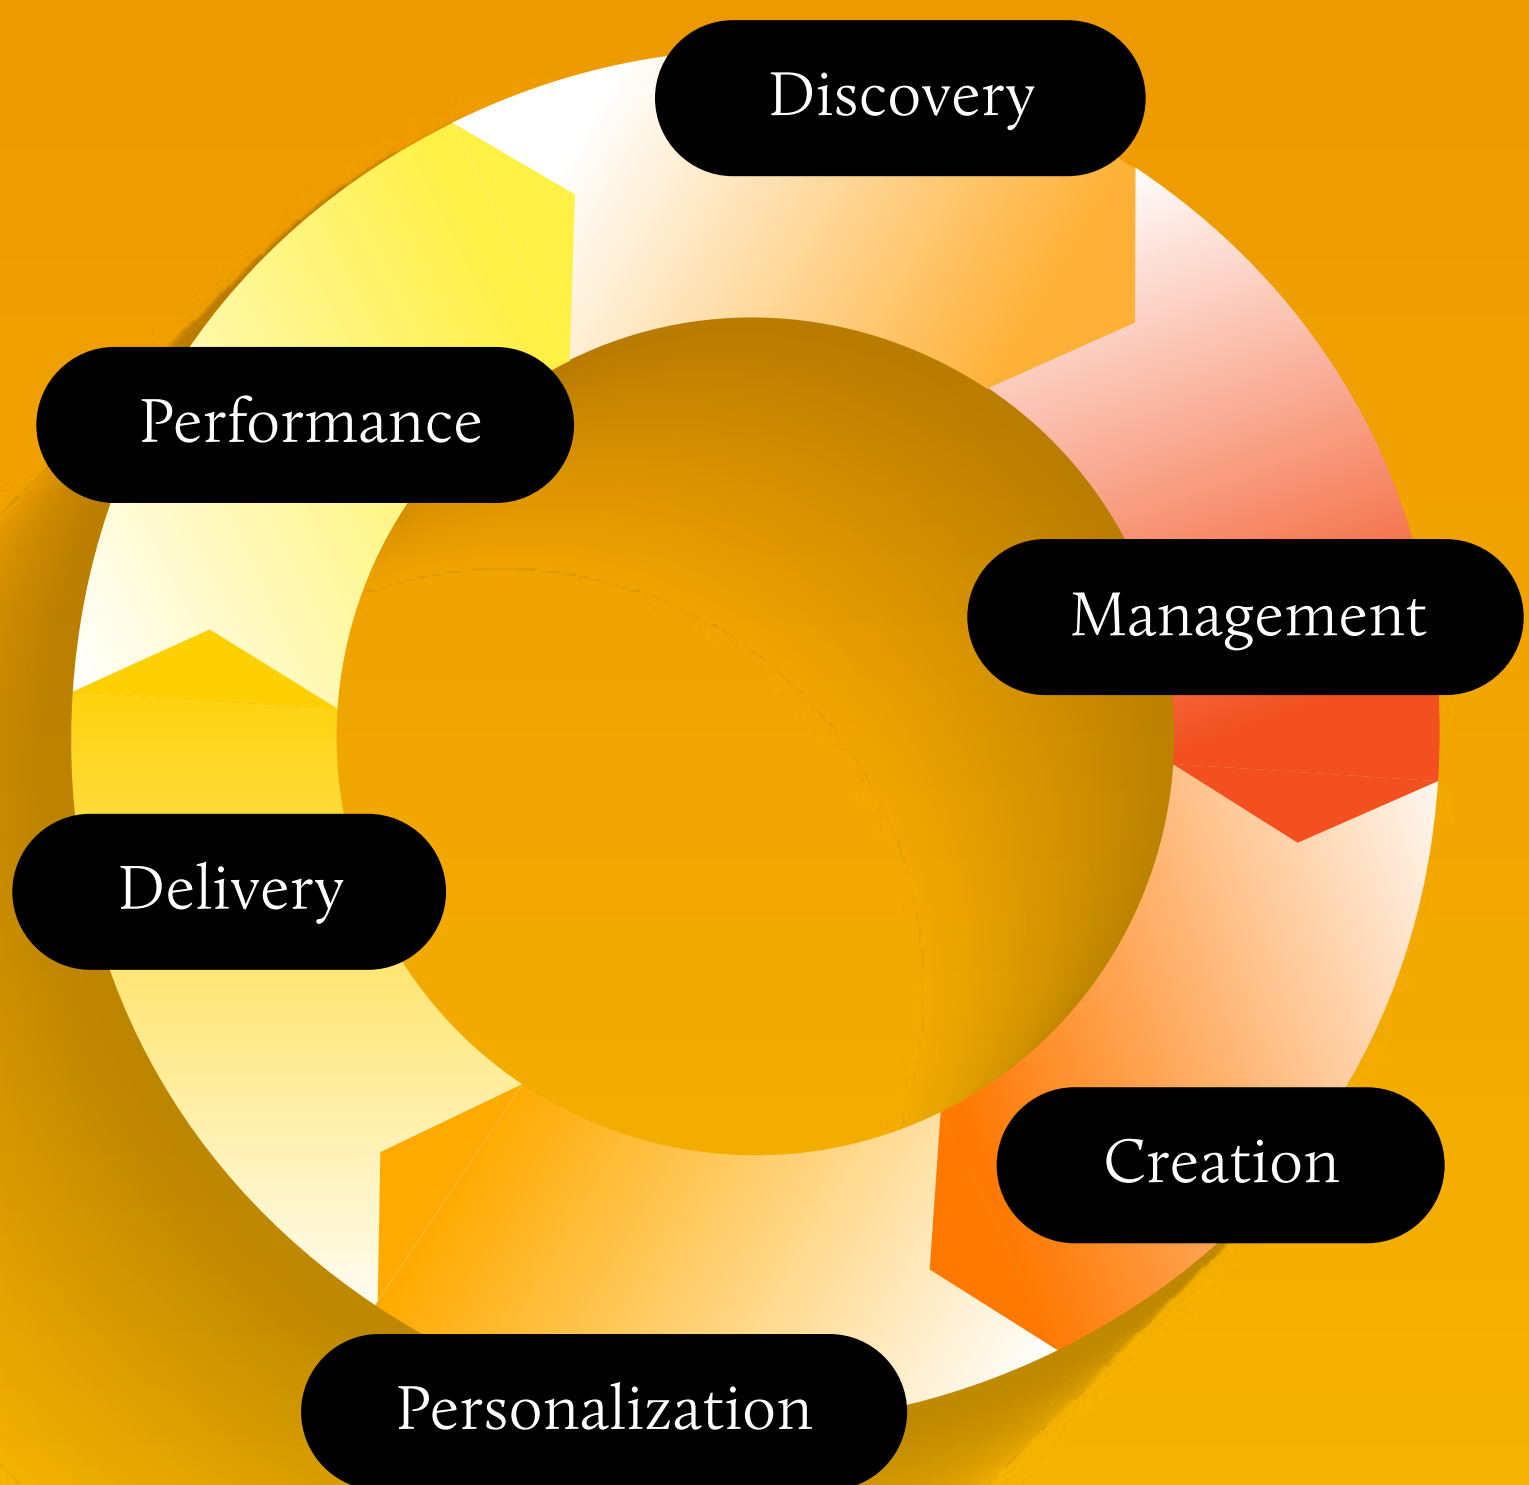 Discovery
Management
Creation
Personalization
Delivery
Performance